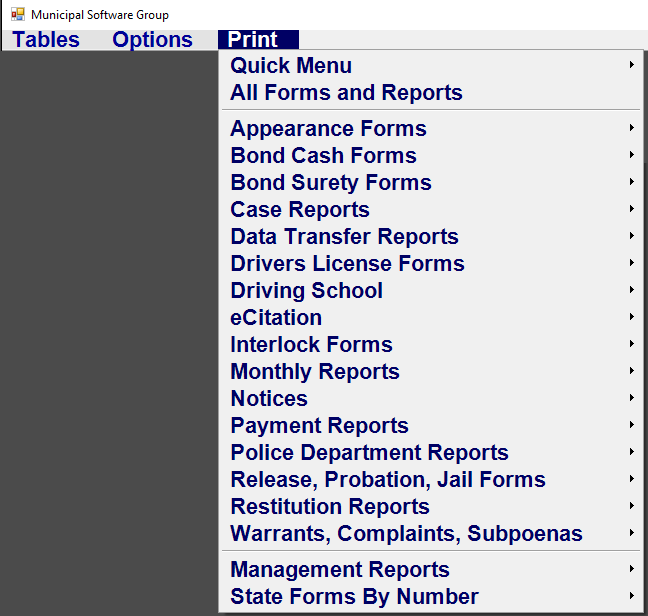 Municipal Software Group
Tables Options Print
Quick Menu
All Forms and Reports
Appearance Forms
Bond Cash Forms
Bond Surety Forms
Case Reports
Data Transfer Reports
Drivers License Forms
Driving School
eCitation
Interlock Forms
Monthly Reports
Notices
Payment Reports
Police Department Reports
Release, Probation, Jail Forms
Restitution Reports
Warrants, Complaints, Subpoenas
Management Reports
State Forms By Number